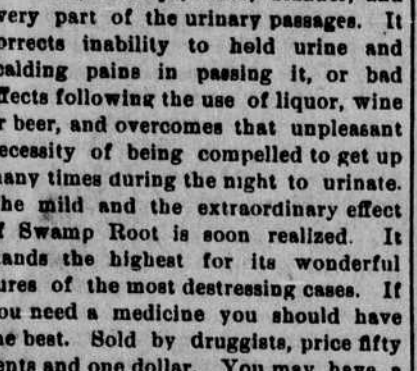 very part of the urinary passages. It
orrects inability to hold urine and
calding pains in passing it, or bad
ffects following the use of liquor, wine
r beer, and overcomes that unpleasant
ecessity of being compelled to get up
nany times during the night to urinate.
he mild and the extraordinary effect
f Swamp Root is soon realized. It
ands the highest for its wonderful
ures of the most destressing cases. If
ou need a medicine you should have
he best. Sold by druggists, price fifty
ents and one dollar. You may have a